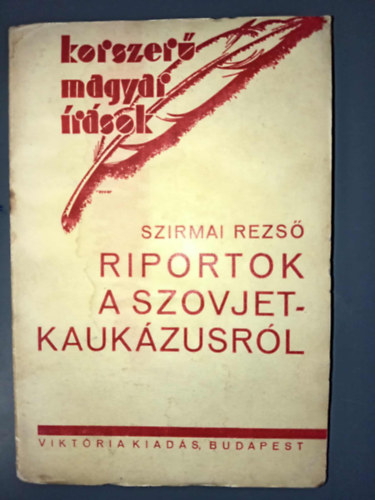 korszerű
magyar
írások
SZIRMAI REZSŐ
RIPORTOK
A SZOVJET-
KAUKÁZUSRÓL
VIKTÓRIA KIADÁS, BUDAPEST